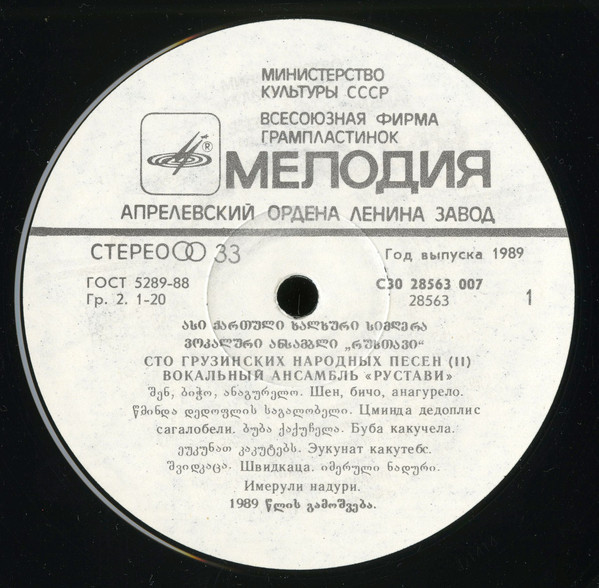 МИНИСТЕРСТВО
КУЛЬТУРЫ СССР
ВСЕСОЮЗНАЯ ФИРМА
ГРАМПЛАСТИНОК
®
МЕЛОДИЯ
АПРЕЛЕВСКИЙ ОРДЕНА ЛЕНИНА ЗАВОД
СТЕРЕО 33
Год выпуска 1989
ГОСТ 5289-88
С30 28563 007
Гр. 2. 1-20
28563
1
ასი ქართული ხალხური სიმღერა
ვოკალური ანსამბლი „რუსთავი“
СТО ГРУЗИНСКИХ НАРОДНЫХ ПЕСЕН (11)
ВОКАЛЬНЫЙ АНСАМБЛЬ «РУСТАВИ»
შენ, ბიჭო, ანაგურელო. Шен, бичо, анагурело.
წმინდა დედოფლის საგალობელი. Цминда дедоплис
сагалобели. ბუბა ქაქუჩელა. Буба какучела.
ეუკუნათ კაკუტებს. Эукунат какутебс.
შვიდკაცა. Швидкаца. იმერული ნადური.
Имерули надури.
1989 წლის გამოშვება.